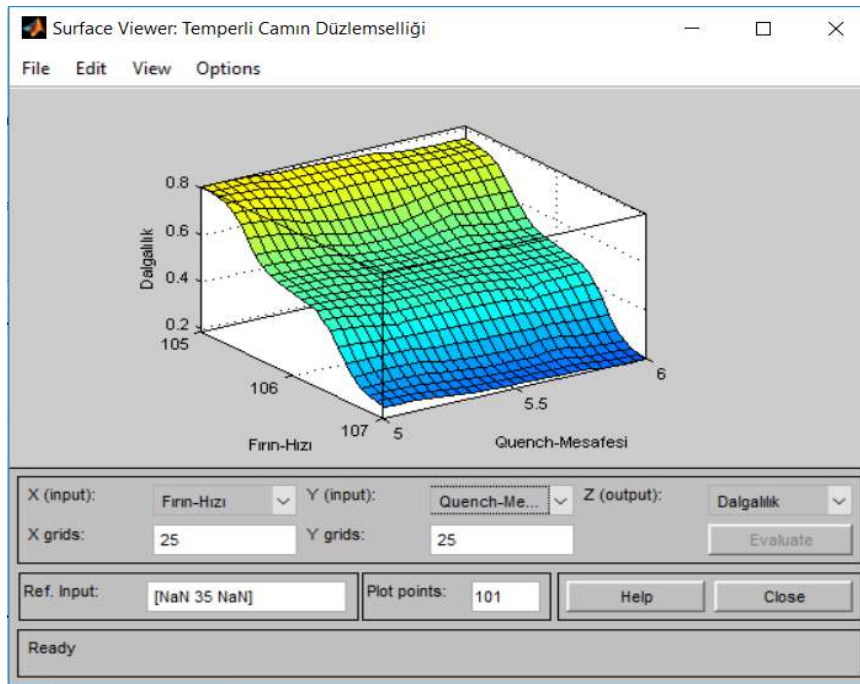 Surface Viewer: Temperli Camın Düzlemselliği
File Edit View Options
0.8
0.6
0.4
0.2
Dalgalılık
105
106
107
Fırın-Hızı
5
5.5
6
Quench-Mesafesi
X (input): Fırın-Hızı Y (input): Quench-Me... Z (output): Dalgalılık
X grids: 25 Y grids: 25 Evaluate
Ref. Input: [NaN 35 NaN] Plot points: 101 Help Close
Ready